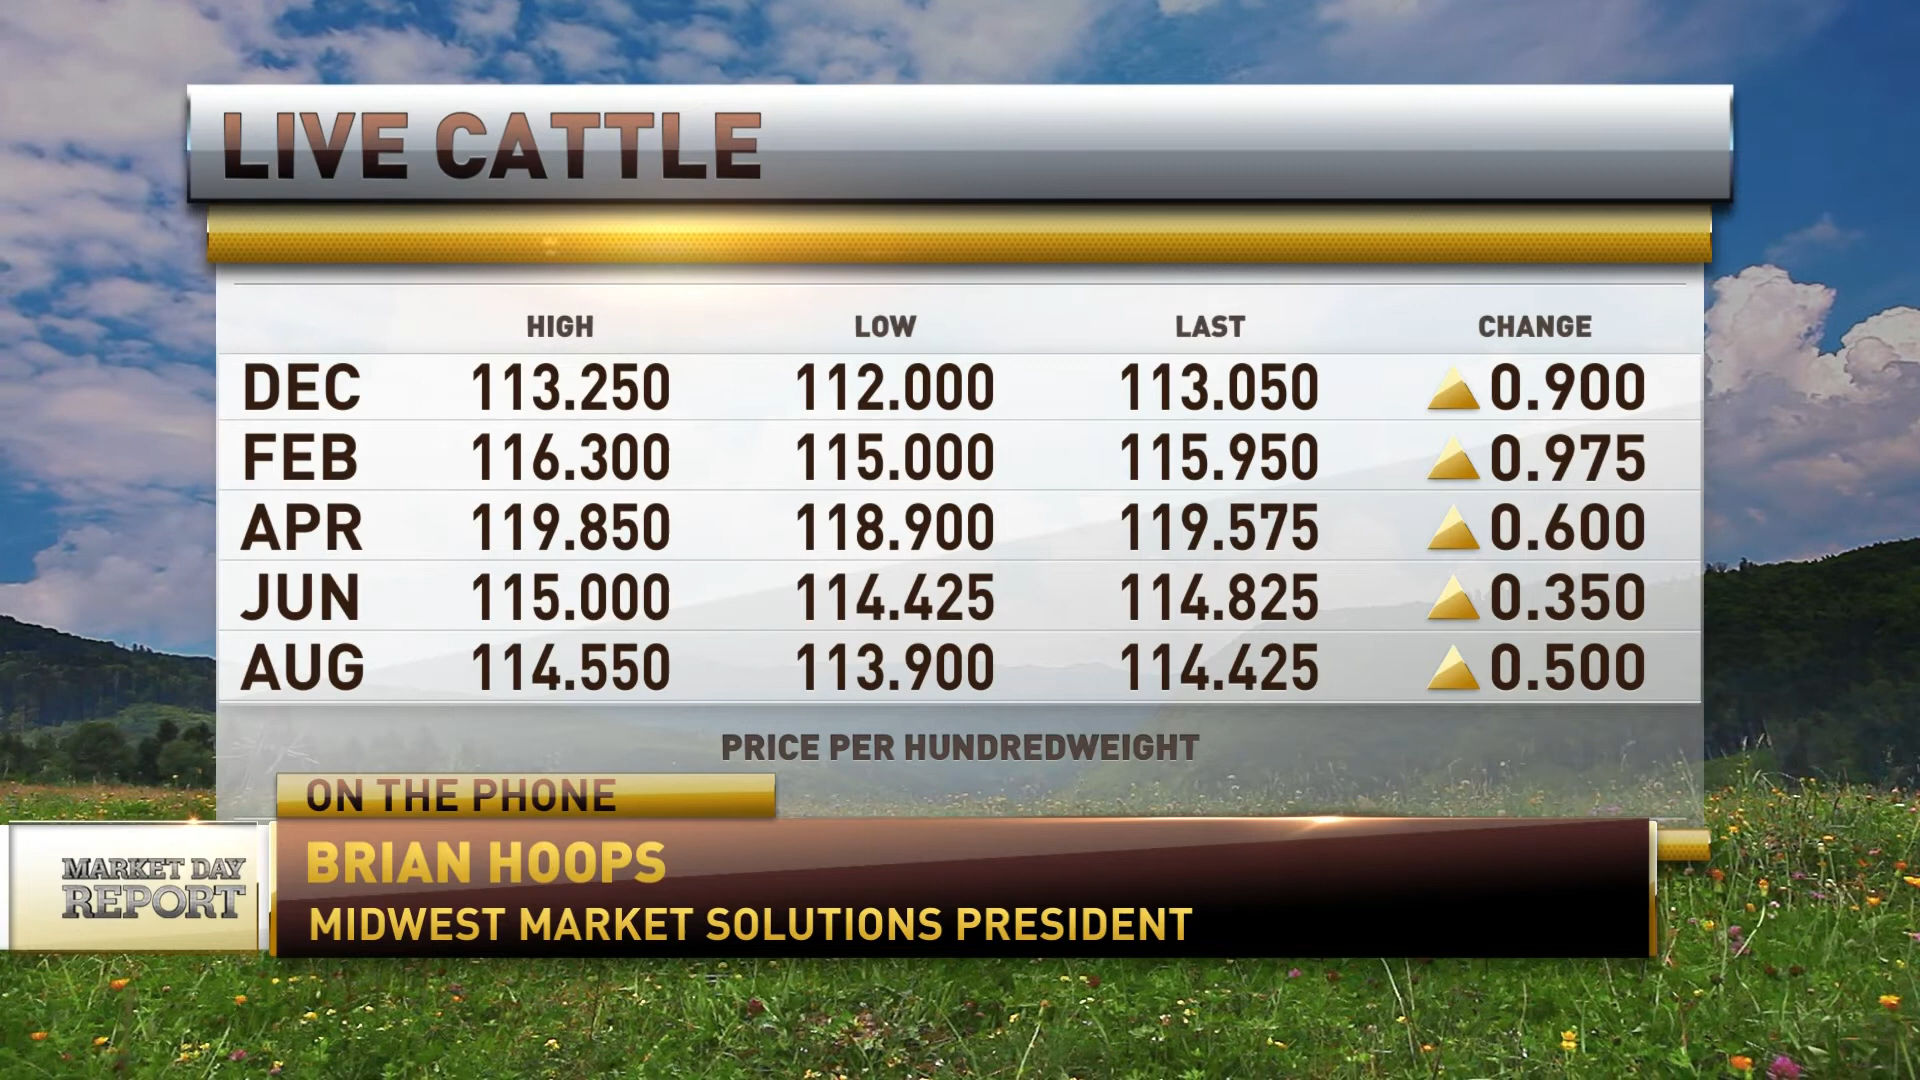 LIVE CATTLE
HIGH LOW LAST CHANGE
DEC 113.250 112.000 113.050 0.900
FEB 116.300 115.000 115.950 0.975
APR 119.850 118.900 119.575 0.600
JUN 115.000 114.425 114.825 0.350
AUG 114.550 113.900 114.425 0.500
PRICE PER HUNDREDWEIGHT
ON THE PHONE
BRIAN HOOPS
MIDWEST MARKET SOLUTIONS PRESIDENT
MARKET DAY
REPORT